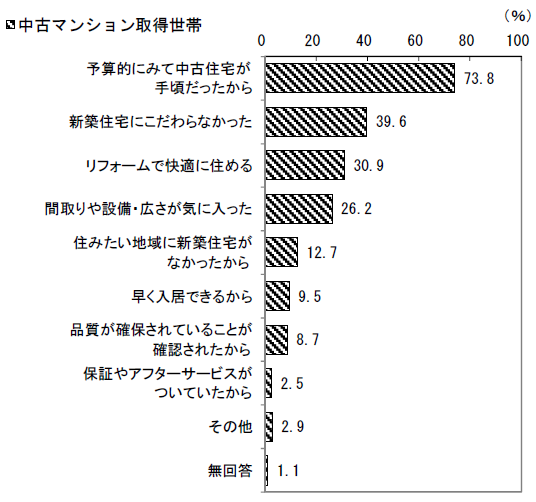 （％）
中古マンション取得世帯
0 20 40 60 80 100
予算的にみて中古住宅が
手頃だったから
73.8
新築住宅にこだわらなかった 39.6
リフォームで快適に住める 30.9
間取りや設備・広さが気に入った 26.2
住みたい地域に新築住宅が
なかったから
12.7
早く入居できるから 9.5
品質が確保されていることが
確認されたから
8.7
保証やアフターサービスが
ついていたから
2.5
その他 2.9
無回答 1.1